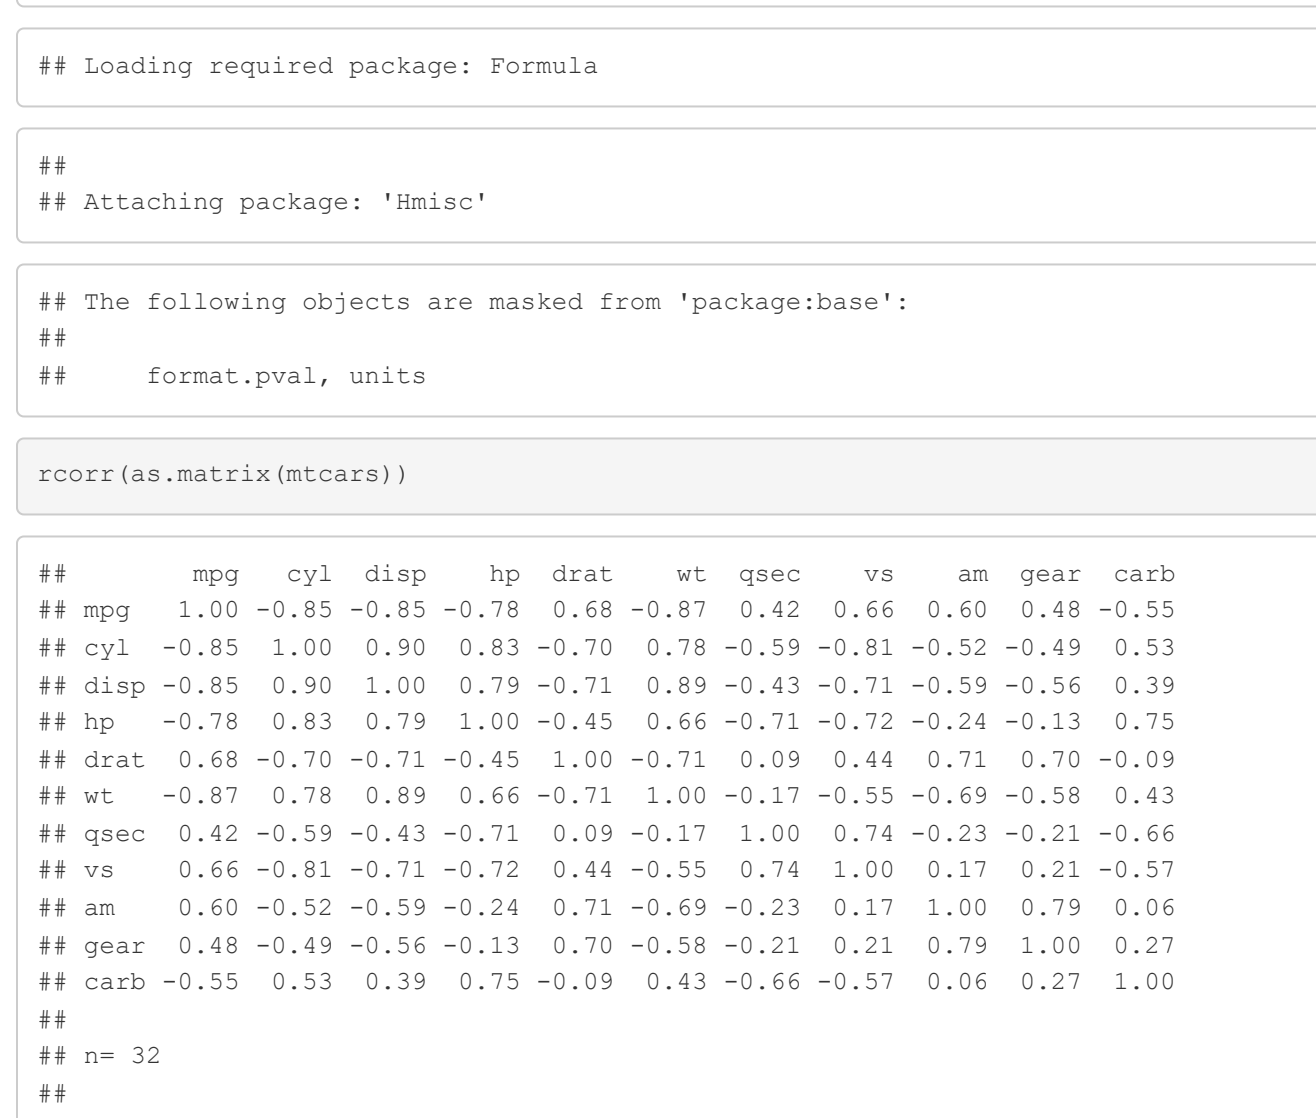 ## Loading required package: Formula
##
## Attaching package: 'Hmisc'
## The following objects are masked from 'package:base':
##
##     format.pval, units
rcorr(as.matrix(mtcars))
##        mpg   cyl  disp    hp  drat    wt  qsec    vs    am  gear  carb
## mpg   1.00 -0.85 -0.85 -0.78  0.68 -0.87  0.42  0.66  0.60  0.48 -0.55
## cyl  -0.85  1.00  0.90  0.83 -0.70  0.78 -0.59 -0.81 -0.52 -0.49  0.53
## disp -0.85  0.90  1.00  0.79 -0.71  0.89 -0.43 -0.71 -0.59 -0.56  0.39
## hp   -0.78  0.83  0.79  1.00 -0.45  0.66 -0.71 -0.72 -0.24 -0.13  0.75
## drat  0.68 -0.70 -0.71 -0.45  1.00 -0.71  0.09  0.44  0.71  0.70 -0.09
## wt   -0.87  0.78  0.89  0.66 -0.71  1.00 -0.17 -0.55 -0.69 -0.58  0.43
## qsec  0.42 -0.59 -0.43 -0.71  0.09 -0.17  1.00  0.74 -0.23 -0.21 -0.66
## vs    0.66 -0.81 -0.71 -0.72  0.44 -0.55  0.74  1.00  0.17  0.21 -0.57
## am    0.60 -0.52 -0.59 -0.24  0.71 -0.69 -0.23  0.17  1.00  0.79  0.06
## gear  0.48 -0.49 -0.56 -0.13  0.70 -0.58 -0.21  0.21  0.79  1.00  0.27
## carb -0.55  0.53  0.39  0.75 -0.09  0.43 -0.66 -0.57  0.06  0.27  1.00
##
## n= 32
##